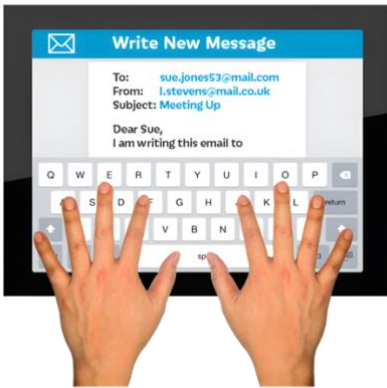 Write New Message
To: sue.jones53@mail.com
From: l.stevens@mail.co.uk
Subject: Meeting Up
Dear Sue,
I am writing this email to
Q W E R T Y U I O P
S D G H K L return
V B N